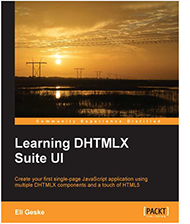 Community Experience Distilled
Learning DHTMLX
Suite UI
Create your first single-page JavaScript application using
multiple DHTMLX components and a touch of HTML5
Eli Geske
PACKT
PUBLISHING